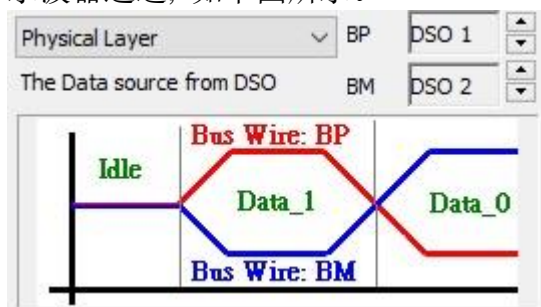 Physical Layer BP DSO 1
The Data source from DSO BM DSO 2
Bus Wire: BP
Idle
Data_1 Data_0
Bus Wire: BM